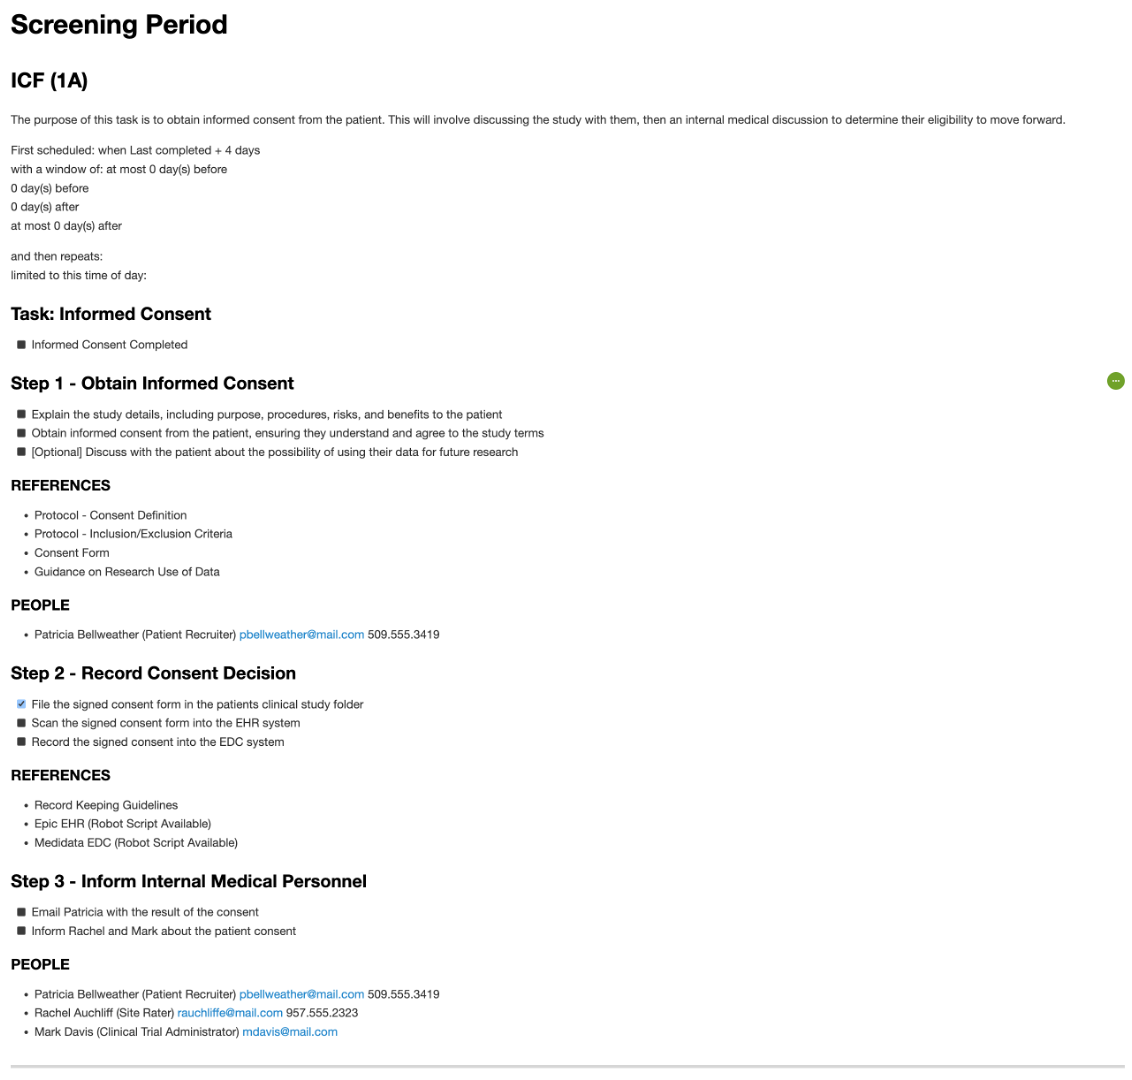 Screening Period
ICF (1A)
The purpose of this task is to obtain informed consent from the patient. This will involve discussing the study with them, then an internal medical discussion to determine their eligibility to move forward.
First scheduled: when Last completed + 4 days
with a window of: at most 0 day(s) before
0 day(s) before
0 day(s) after
at most 0 day(s) after
and then repeats:
limited to this time of day:
Task: Informed Consent
Informed Consent Completed
Step 1 - Obtain Informed Consent
Explain the study details, including purpose, procedures, risks, and benefits to the patient
Obtain informed consent from the patient, ensuring they understand and agree to the study terms
[Optional] Discuss with the patient about the possibility of using their data for future research
REFERENCES
Protocol - Consent Definition
Protocol - Inclusion/Exclusion Criteria
Consent Form
Guidance on Research Use of Data
PEOPLE
Patricia Bellweather (Patient Recruiter) pbellweather@mail.com 509.555.3419
Step 2 - Record Consent Decision
File the signed consent form in the patients clinical study folder
Scan the signed consent form into the EHR system
Record the signed consent into the EDC system
REFERENCES
Record Keeping Guidelines
Epic EHR (Robot Script Available)
Medidata EDC (Robot Script Available)
Step 3 - Inform Internal Medical Personnel
Email Patricia with the result of the consent
Inform Rachel and Mark about the patient consent
PEOPLE
Patricia Bellweather (Patient Recruiter) pbellweather@mail.com 509.555.3419
Rachel Auchliff (Site Rater) rauchliffe@mail.com 957.555.2323
Mark Davis (Clinical Trial Administrator) mdavis@mail.com